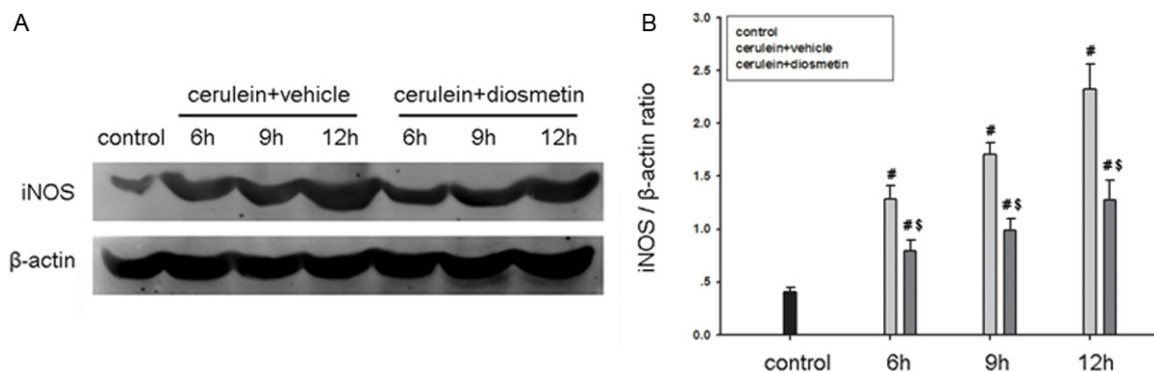 A
cerulein+vehicle cerulein+diosmetin
control 6h 9h 12h 6h 9h 12h
iNOS
β-actin
B
iNOS / β-actin ratio
3.0
2.5
2.0
1.5
1.0
.5
0.0
control
cerulein+vehicle
cerulein+diosmetin
# #$
# #$
# #$
control 6h 9h 12h